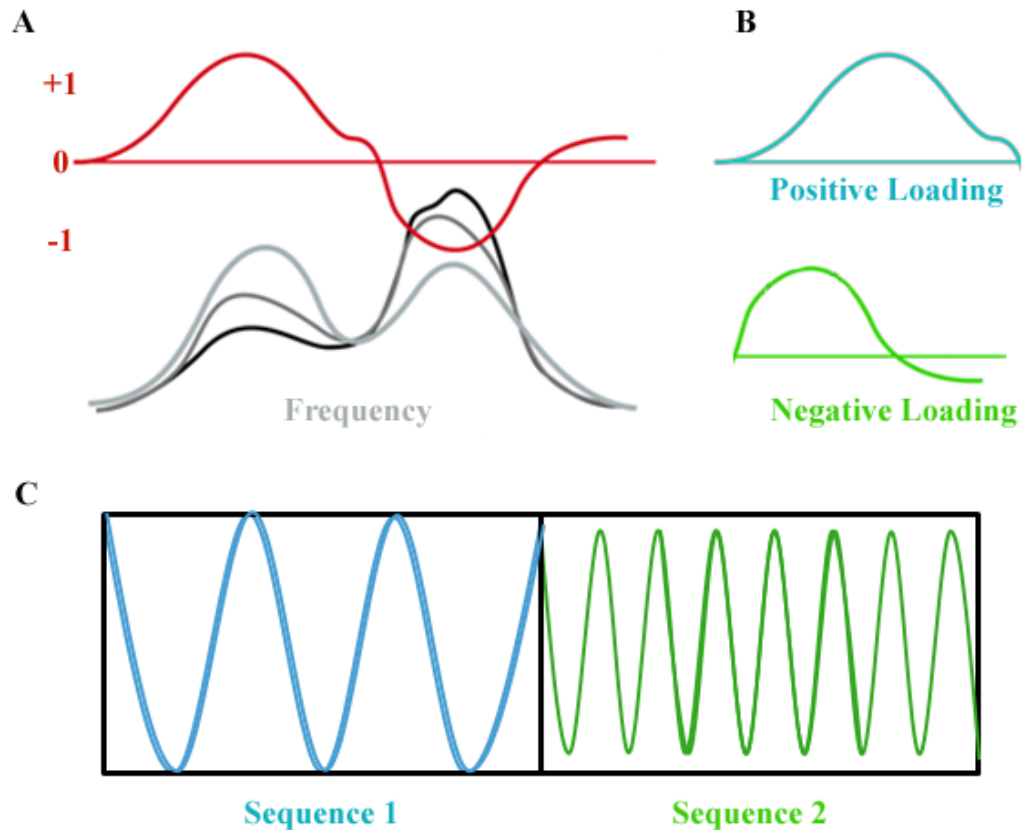 A
B
+1
0
-1
Positive Loading
Frequency
Negative Loading
C
Sequence 1
Sequence 2